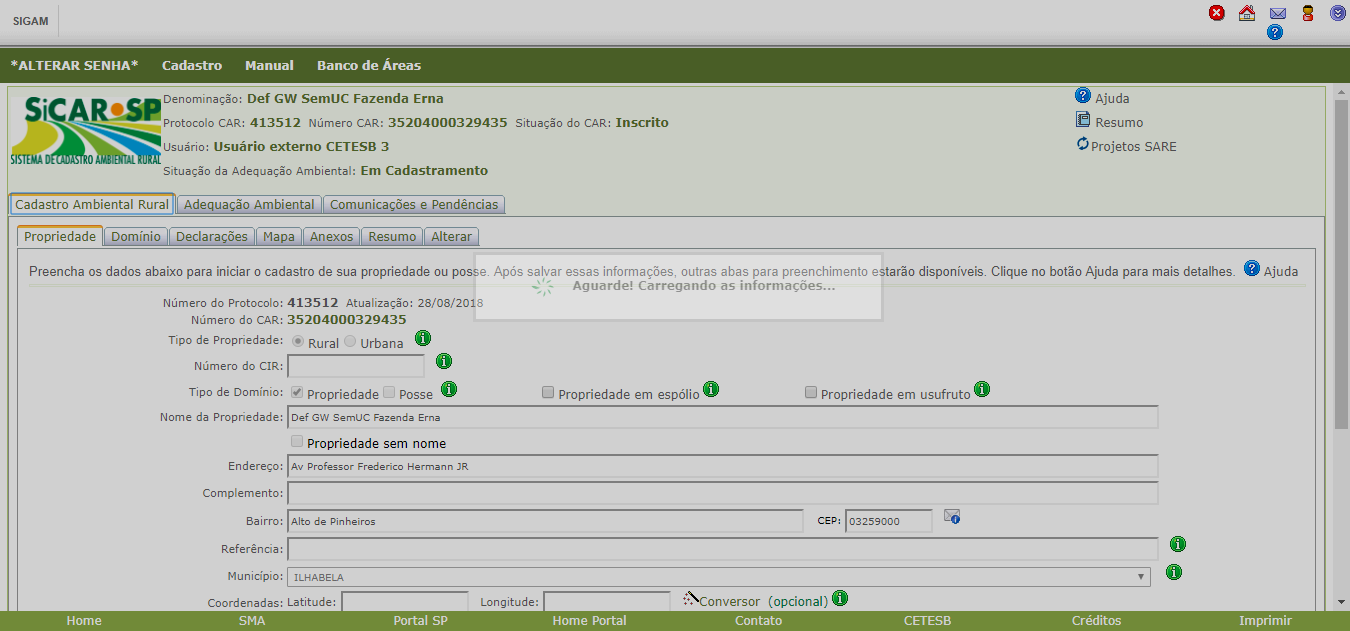 SIGAM
*ALTERAR SENHA* Cadastro Manual Banco de Áreas
SiCAR•SP
SISTEMA DE CADASTRO AMBIENTAL RURAL
Denominação: Def GW SemUC Fazenda Erna
Protocolo CAR: 413512 Número CAR: 35204000329435 Situação do CAR: Inscrito
Usuário: Usuário externo CETESB 3
Situação da Adequação Ambiental: Em Cadastramento
Ajuda
Resumo
Projetos SARE
Cadastro Ambiental Rural Adequação Ambiental Comunicações e Pendências
Propriedade Domínio Declarações Mapa Anexos Resumo Alterar
Preencha os dados abaixo para iniciar o cadastro de sua propriedade ou posse. Após salvar essas informações, outras abas para preenchimento estarão disponíveis. Clique no botão Ajuda para mais detalhes. Ajuda
Aguarde! Carregando as informações...
Número do Protocolo: 413512 Atualização: 28/08/2018
Número do CAR: 35204000329435
Tipo de Propriedade: Rural Urbana
Número do CIR:
Tipo de Domínio: Propriedade Posse Propriedade em espólio Propriedade em usufruto
Nome da Propriedade: Def GW SemUC Fazenda Erna
Propriedade sem nome
Endereço: Av Professor Frederico Hermann JR
Complemento:
Bairro: Alto de Pinheiros CEP: 03259000
Referência:
Município: ILHABELA
Coordenadas: Latitude: Longitude: Conversor (opcional)
Home SMA Portal SP Home Portal Contato CETESB Créditos Imprimir